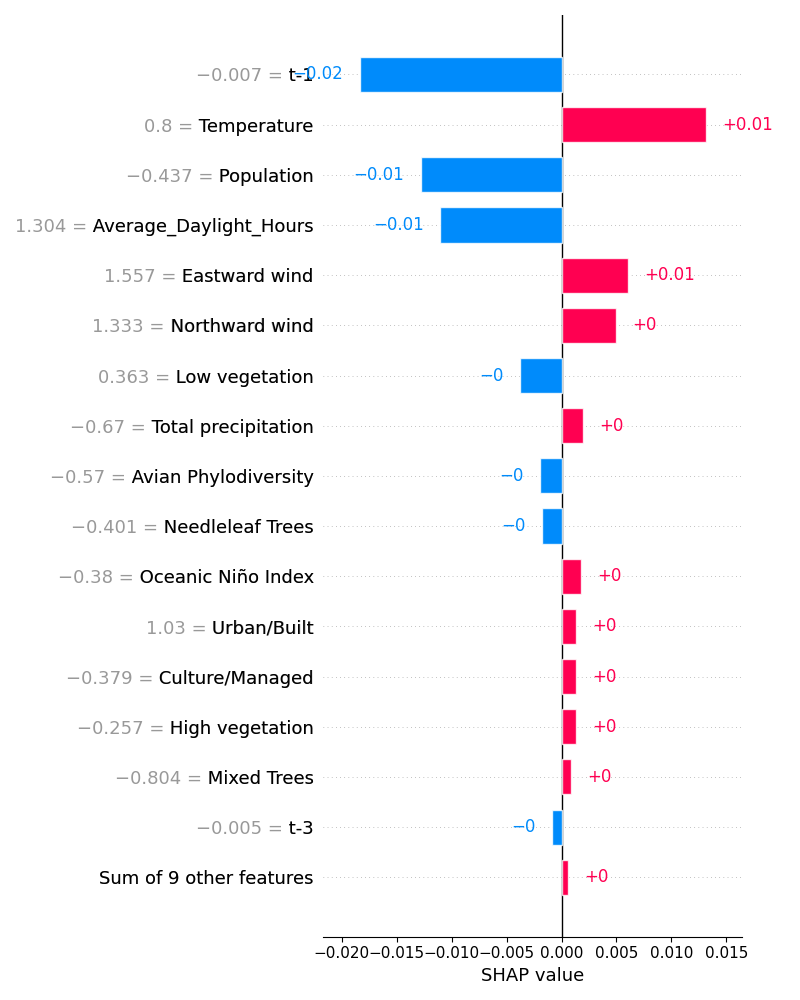 −0.007 = t-1 −0.02
0.8 = Temperature +0.01
−0.437 = Population −0.01
1.304 = Average_Daylight_Hours −0.01
1.557 = Eastward wind +0.01
1.333 = Northward wind +0
0.363 = Low vegetation −0
−0.67 = Total precipitation +0
−0.57 = Avian Phylodiversity −0
−0.401 = Needleleaf Trees −0
−0.38 = Oceanic Niño Index +0
1.03 = Urban/Built +0
−0.379 = Culture/Managed +0
−0.257 = High vegetation +0
−0.804 = Mixed Trees +0
−0.005 = t-3 −0
Sum of 9 other features +0
−0.020 −0.015 −0.010 −0.005 0.000 0.005 0.010 0.015
SHAP value